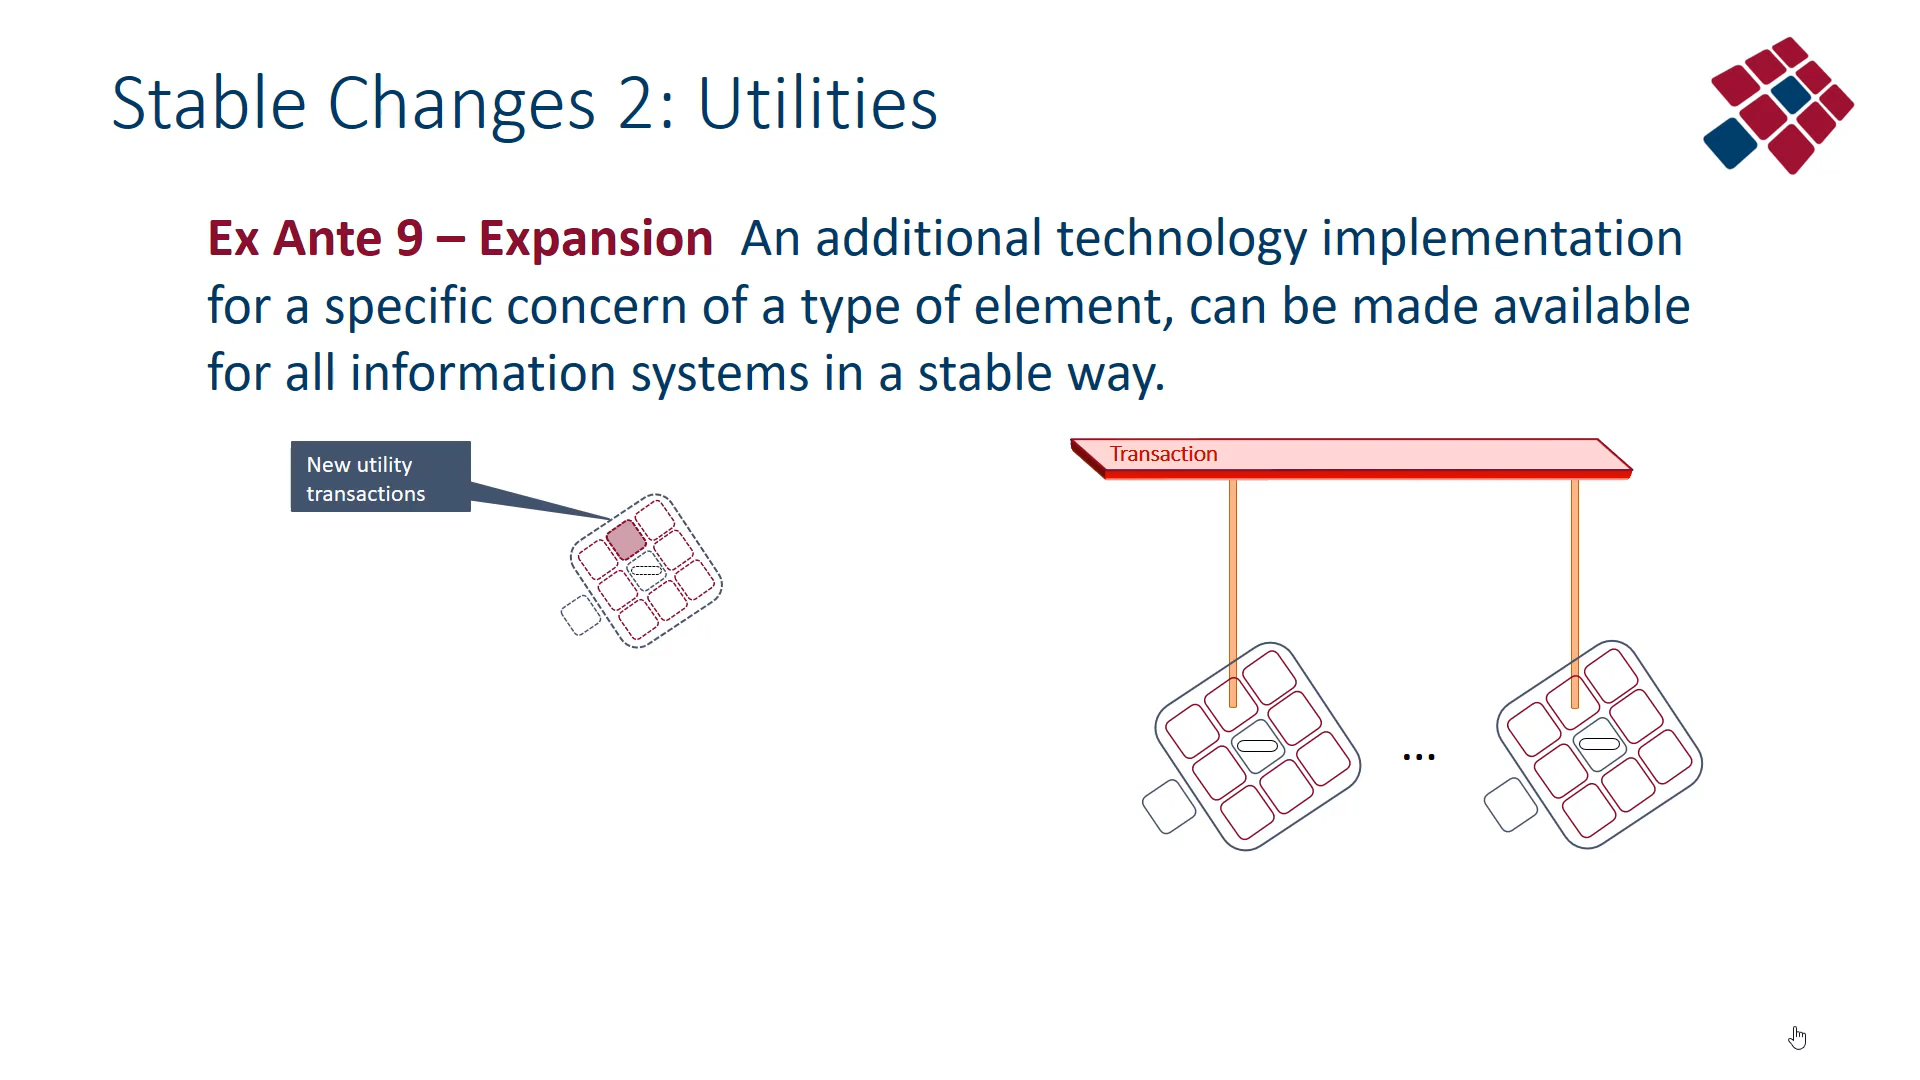 Stable Changes 2: Utilities
Ex Ante 9 – Expansion An additional technology implementation
for a specific concern of a type of element, can be made available
for all information systems in a stable way.
New utility
transactions
Transaction
...